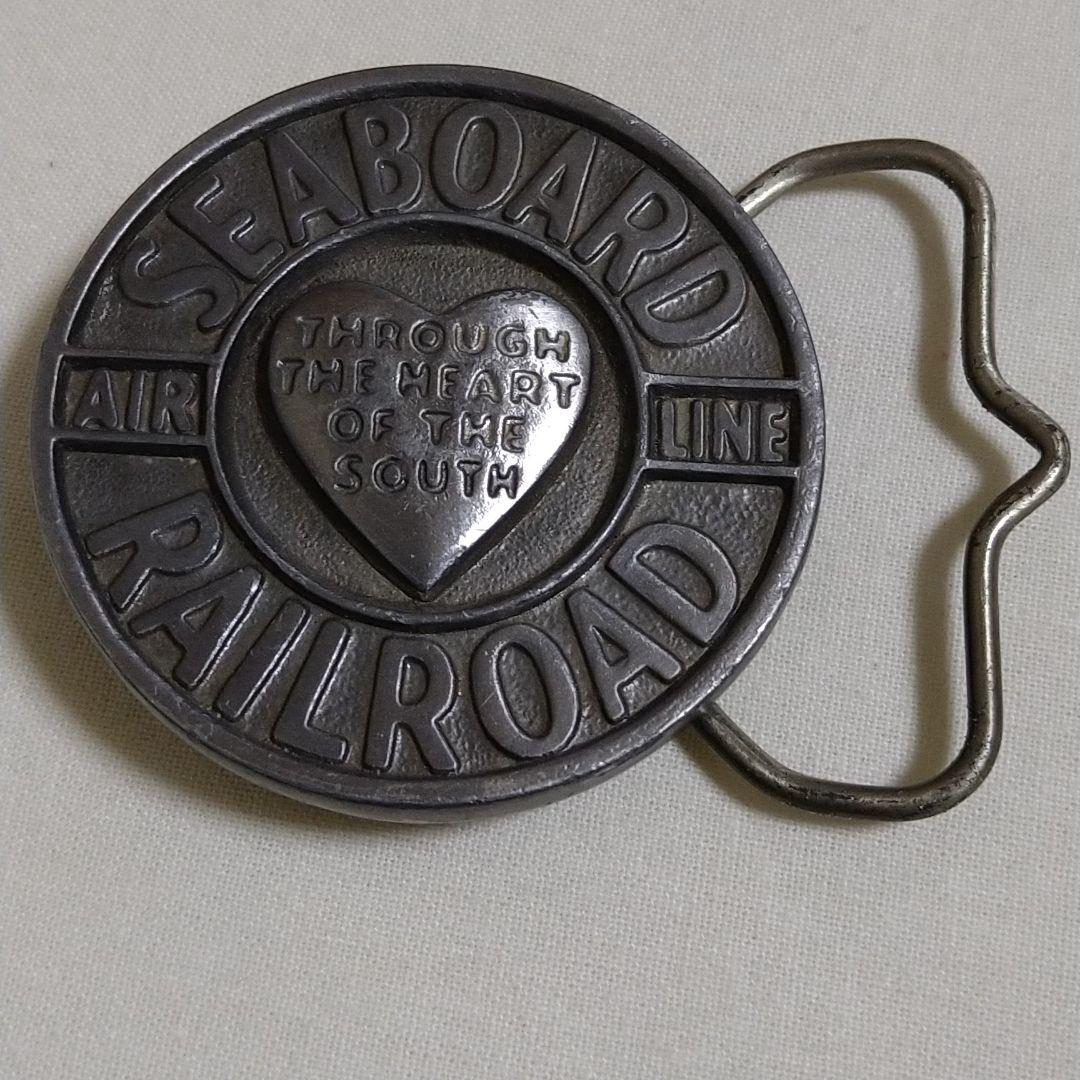 SEABOARD
AIR LINE
RAILROAD
THROUGH
THE HEART
OF THE
SOUTH